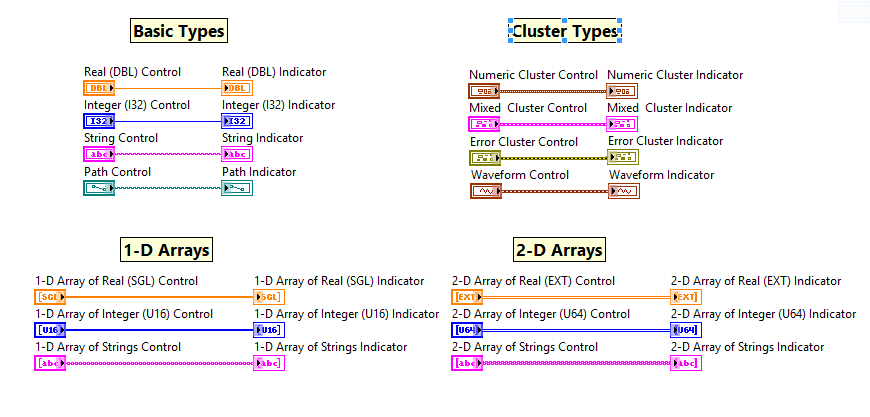 Basic Types
Real (DBL) Control Real (DBL) Indicator
DBL DBL
Integer (I32) Control Integer (I32) Indicator
I32 I32
String Control String Indicator
abc abc
Path Control Path Indicator
Cluster Types
Numeric Cluster Control Numeric Cluster Indicator
Mixed Cluster Control Mixed Cluster Indicator
Error Cluster Control Error Cluster Indicator
Waveform Control Waveform Indicator
1-D Arrays
1-D Array of Real (SGL) Control 1-D Array of Real (SGL) Indicator
[SGL SGL]
1-D Array of Integer (U16) Control 1-D Array of Integer (U16) Indicator
[U16 U16]
1-D Array of Strings Control 1-D Array of Strings Indicator
[abc abc]
2-D Arrays
2-D Array of Real (EXT) Control 2-D Array of Real (EXT) Indicator
[EXT EXT]
2-D Array of Integer (U64) Control 2-D Array of Integer (U64) Indicator
[U64 U64]
2-D Array of Strings Control 2-D Array of Strings Indicator
[abc abc]